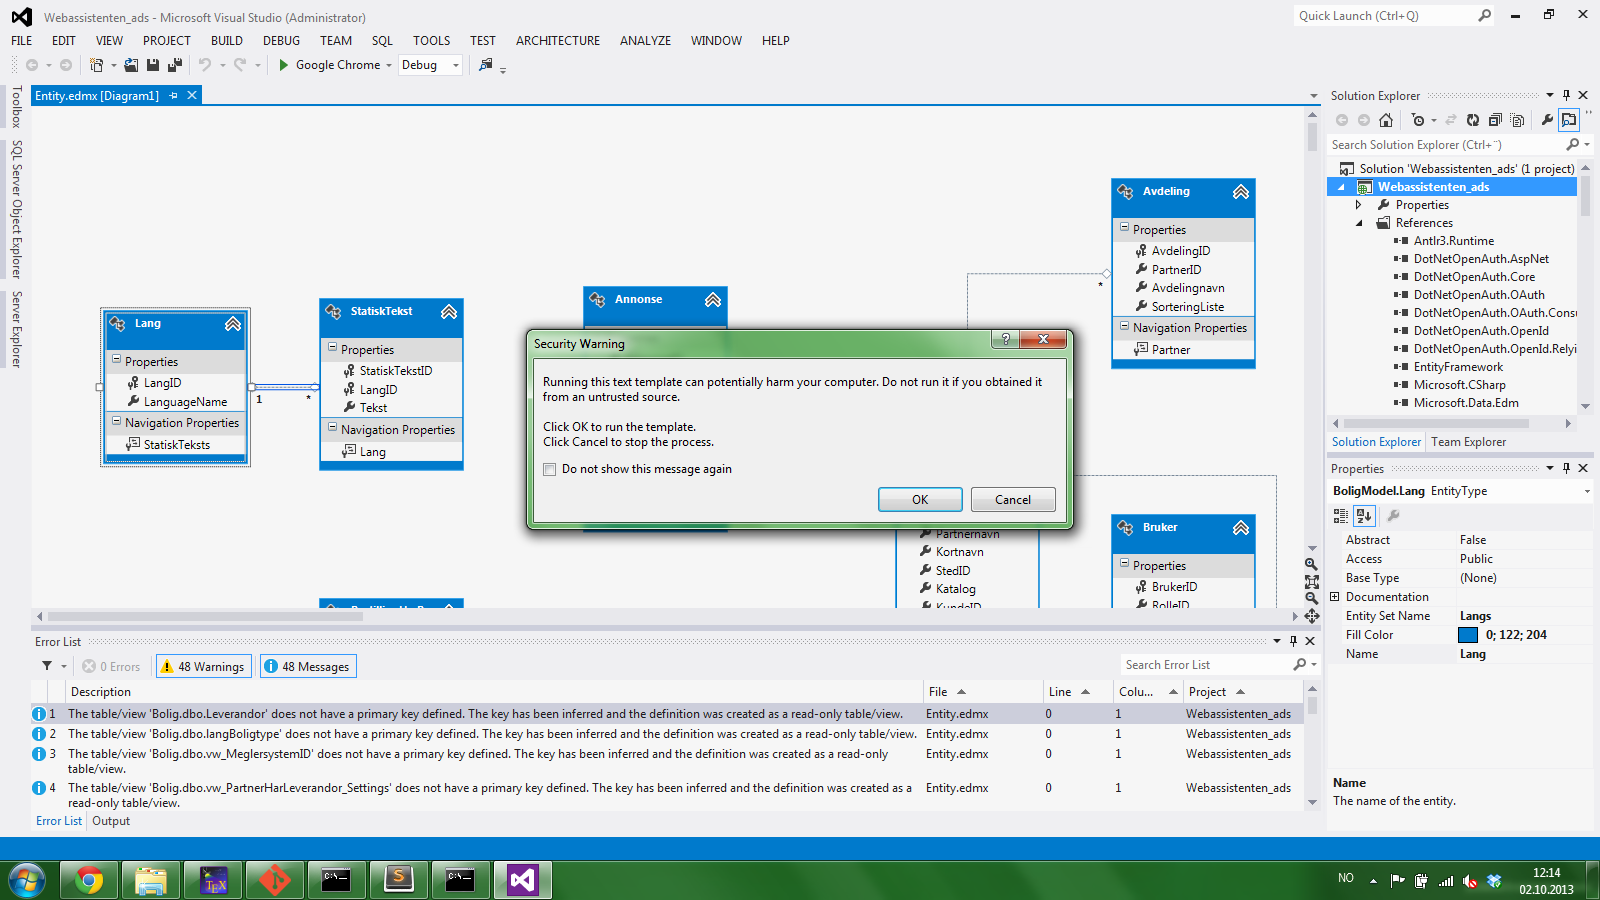 Webassistenten_ads - Microsoft Visual Studio (Administrator)
Quick Launch (Ctrl+Q)
FILE EDIT VIEW PROJECT BUILD DEBUG TEAM SQL TOOLS TEST ARCHITECTURE ANALYZE WINDOW HELP
Google Chrome Debug
Toolbox
SQL Server Object Explorer
Server Explorer
Entity.edmx [Diagram1]
Lang
Properties
LangID
LanguageName
Navigation Properties
StatiskTeksts
1
*
StatiskTekst
Properties
StatiskTekstID
LangID
Tekst
Navigation Properties
Lang
Annonse
Security Warning
?
Running this text template can potentially harm your computer. Do not run it if you obtained it
from an untrusted source.
Click OK to run the template.
Click Cancel to stop the process.
Do not show this message again
OK Cancel
*
Avdeling
Properties
AvdelingID
PartnerID
Avdelingnavn
SorteringListe
Navigation Properties
Partner
Partnernavn
Kortnavn
StedID
Katalog
KundeID
Bruker
Properties
BrukerID
RolleID
Solution Explorer
Search Solution Explorer (Ctrl+¨)
Solution 'Webassistenten_ads' (1 project)
Webassistenten_ads
Properties
References
Antlr3.Runtime
DotNetOpenAuth.AspNet
DotNetOpenAuth.Core
DotNetOpenAuth.OAuth
DotNetOpenAuth.OAuth.Consu
DotNetOpenAuth.OpenId
DotNetOpenAuth.OpenId.Relyi
EntityFramework
Microsoft.CSharp
Microsoft.Data.Edm
Solution Explorer Team Explorer
Properties
BoligModel.Lang EntityType
Abstract False
Access Public
Base Type (None)
Documentation
Entity Set Name Langs
Fill Color 0; 122; 204
Name Lang
Name
The name of the entity.
Error List
0 Errors 48 Warnings 48 Messages
Search Error List
Description File Line Colu... Project
1 The table/view 'Bolig.dbo.Leverandor' does not have a primary key defined. The key has been inferred and the definition was created as a read-only table/view. Entity.edmx 0 1 Webassistenten_ads
2 The table/view 'Bolig.dbo.langBoligtype' does not have a primary key defined. The key has been inferred and the definition was created as a read-only table/view. Entity.edmx 0 1 Webassistenten_ads
3 The table/view 'Bolig.dbo.vw_MeglersystemID' does not have a primary key defined. The key has been inferred and the definition was created as a read-only Entity.edmx 0 1 Webassistenten_ads
table/view.
4 The table/view 'Bolig.dbo.vw_PartnerHarLeverandor_Settings' does not have a primary key defined. The key has been inferred and the definition was created as a Entity.edmx 0 1 Webassistenten_ads
read-only table/view.
Error List Output
TEX
C:\-
S
C:\-
NO
12:14
02.10.2013